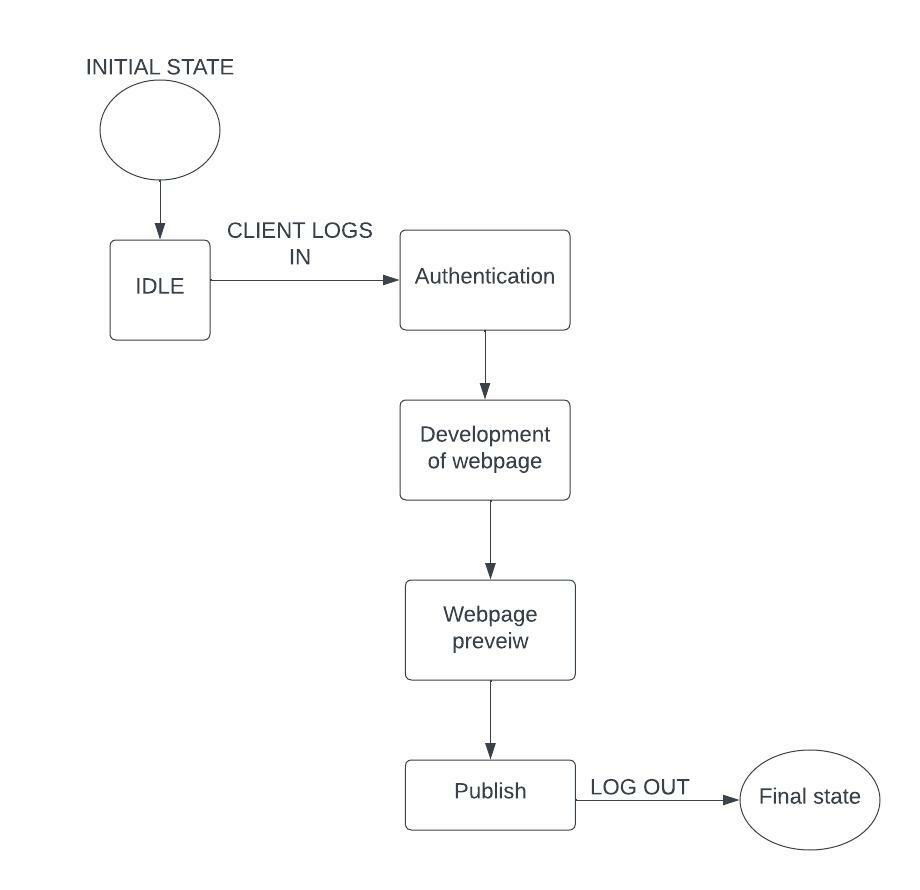 INITIAL STATE
CLIENT LOGS
IN
IDLE
Authentication
Development
of webpage
Webpage
preveiw
Publish
LOG OUT
Final state